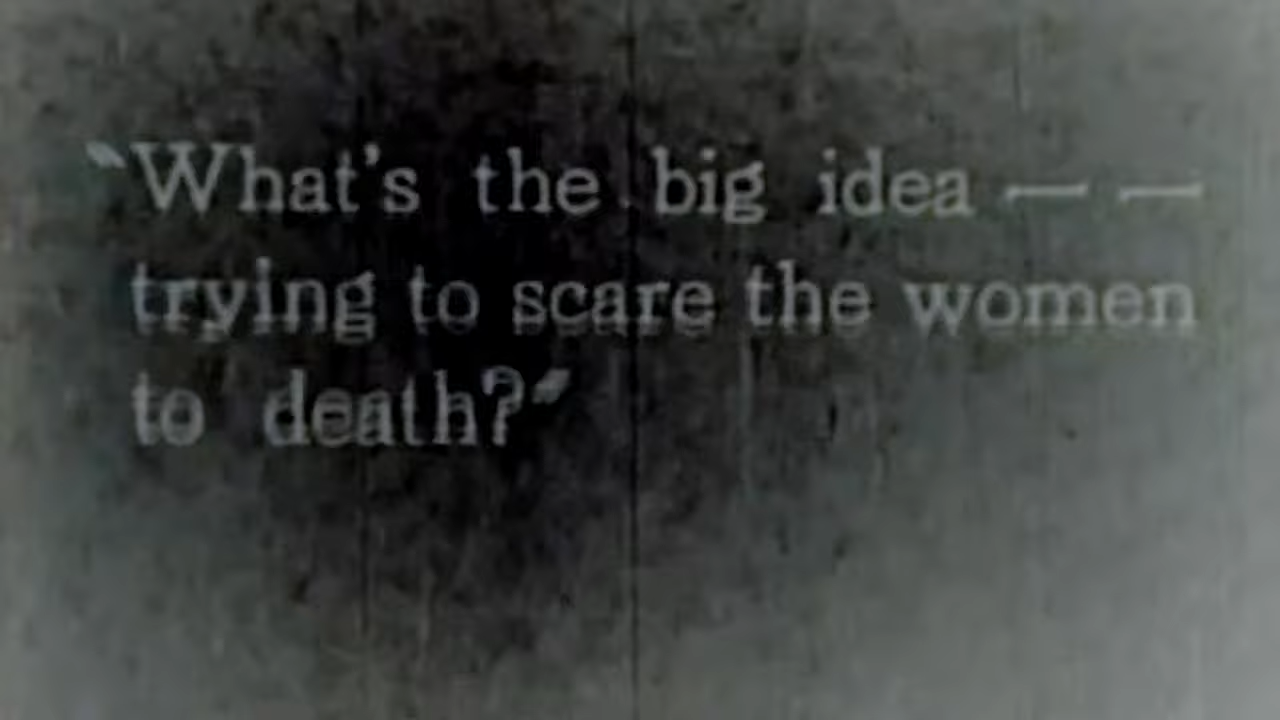 "What's the big idea — —
trying to scare the women
to death?"